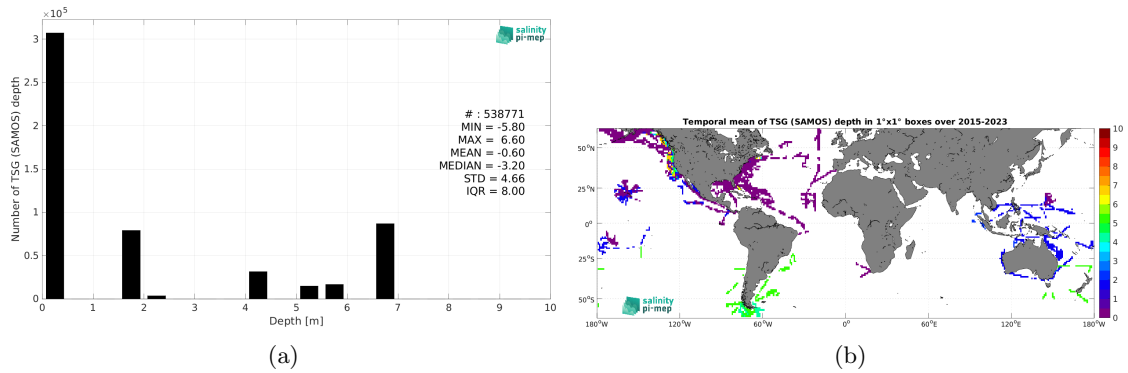 ×10⁵
3
2.5
2
1.5
1
0.5
0
Number of TSG (SAMOS) depth
salinity
pi-mep
# : 538771
MIN = -5.80
MAX = 6.60
MEAN = -0.60
MEDIAN = -3.20
STD = 4.66
IQR = 8.00
0 1 2 3 4 5 6 7 8 9 10
Depth [m]
(a)
Temporal mean of TSG (SAMOS) depth in 1°x1° boxes over 2015-2023
50°N
25°N
0°
25°S
50°S
salinity
pi-mep
180°W 120°W 60°W 0° 60°E 120°E 180°W
10
9
8
7
6
5
4
3
2
1
0
(b)